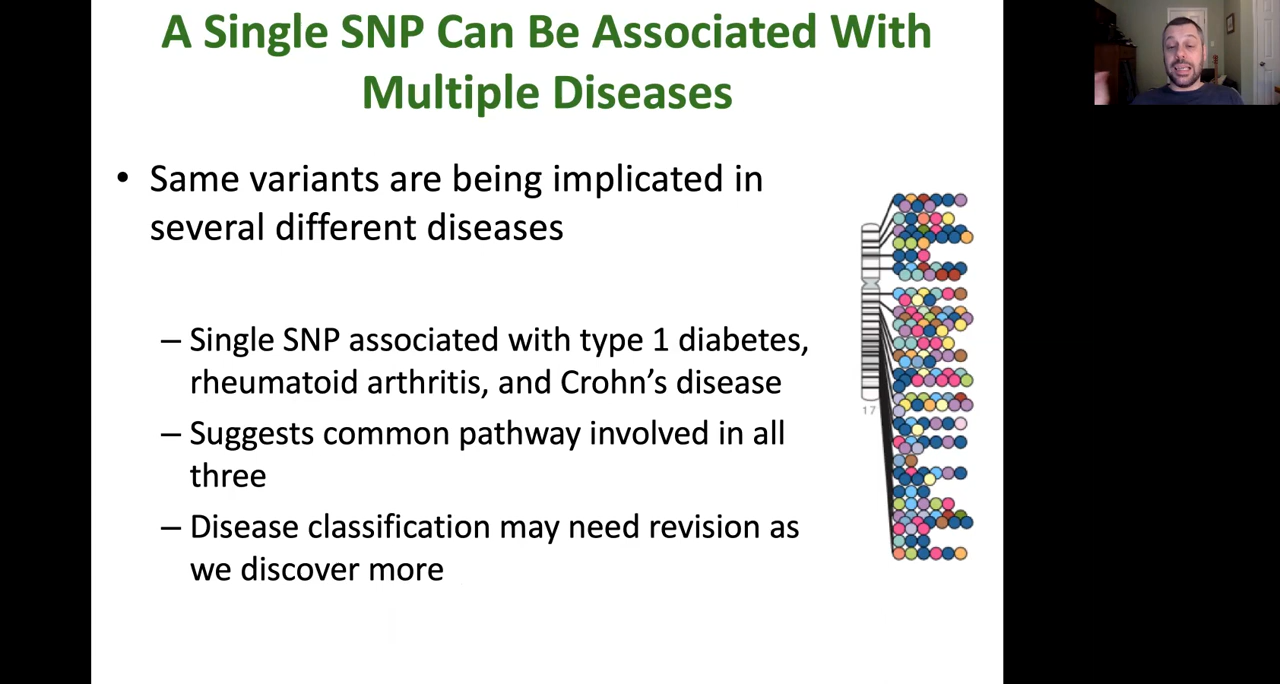 A Single SNP Can Be Associated With
Multiple Diseases
• Same variants are being implicated in
several different diseases
– Single SNP associated with type 1 diabetes,
rheumatoid arthritis, and Crohn’s disease
– Suggests common pathway involved in all
three
– Disease classification may need revision as
we discover more
17